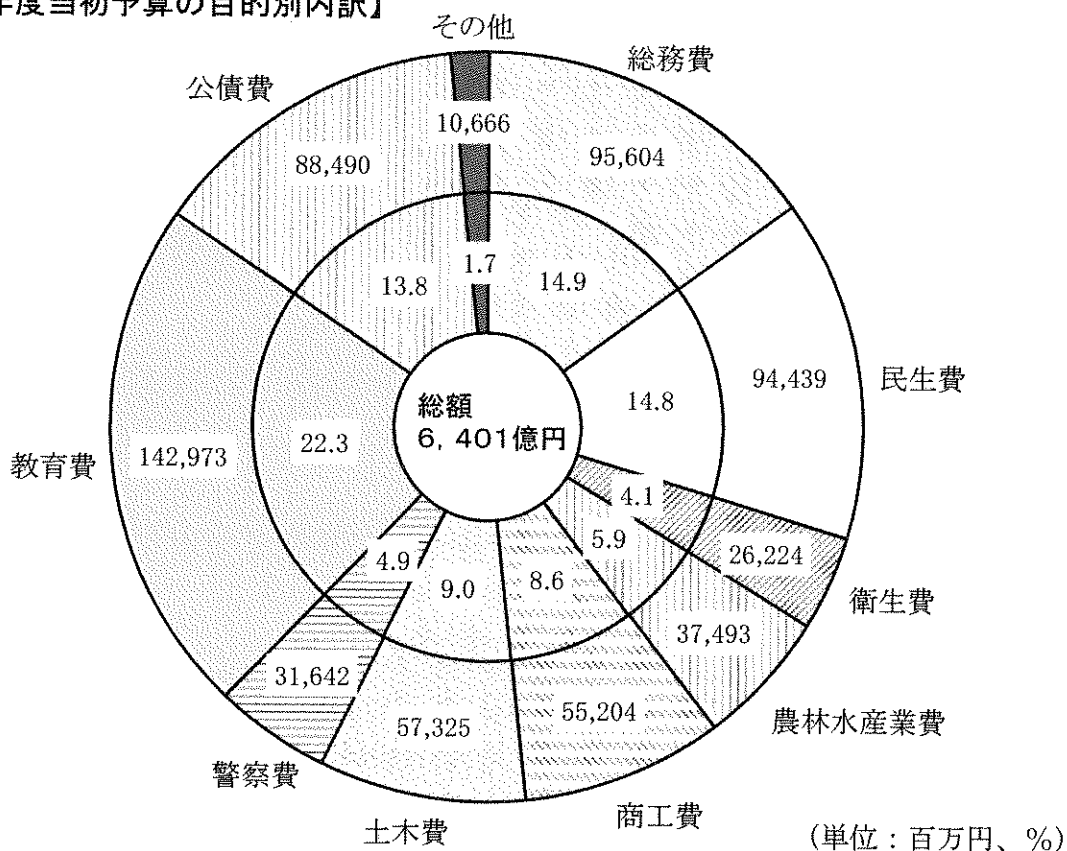 年度当初予算の目的別内訳】
その他
総務費
公債費
10,666
88,490
95,604
1.7
13.8
14.9
民生費
94,439
14.8
総額
6,401億円
教育費
142,973
22.3
4.1
26,224
衛生費
5.9
37,493
農林水産業費
4.9
9.0
8.6
31,642
57,325
55,204
警察費
土木費
商工費
(単位：百万円、%)